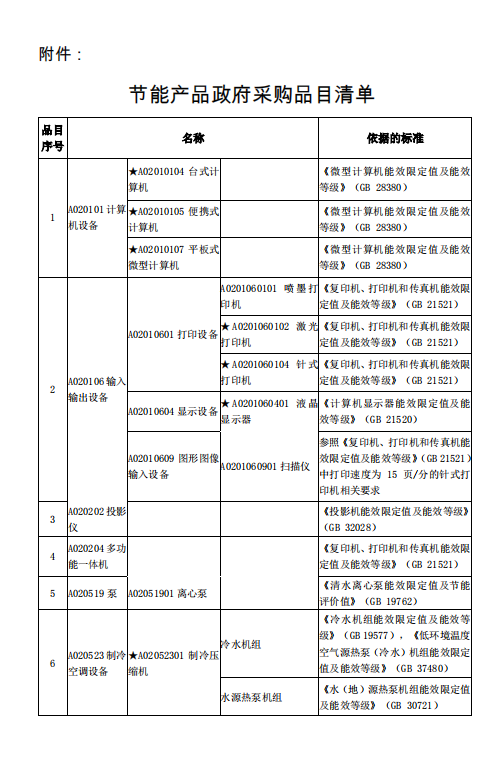 附件：
节能产品政府采购品目清单
品目
序号
名称
依据的标准
1
A020101 计算
机设备
★A02010104 台式计
算机
《微型计算机能效限定值及能效
等级》（GB 28380）
★A02010105 便携式
计算机
《微型计算机能效限定值及能效
等级》（GB 28380）
★A02010107 平板式
微型计算机
《微型计算机能效限定值及能效
等级》（GB 28380）
2
A020106 输入
输出设备
A02010601 打印设备
A0201060101 喷墨打
印机
《复印机、打印机和传真机能效限
定值及能效等级》（GB 21521）
★A0201060102 激光
打印机
《复印机、打印机和传真机能效限
定值及能效等级》（GB 21521）
★A0201060104 针式
打印机
《复印机、打印机和传真机能效限
定值及能效等级》（GB 21521）
A02010604 显示设备
★A0201060401 液晶
显示器
《计算机显示器能效限定值及能
效等级》（GB 21520）
A02010609 图形图像
输入设备
A0201060901 扫描仪
参照《复印机、打印机和传真机能
效限定值及能效等级》（GB 21521）
中打印速度为 15 页/分的针式打
印机相关要求
3
A020202 投影
仪
《投影机能效限定值及能效等级》
（GB 32028）
4
A020204 多功
能一体机
《复印机、打印机和传真机能效限
定值及能效等级》（GB 21521）
5
A020519 泵
A02051901 离心泵
《清水离心泵能效限定值及节能
评价值》（GB 19762）
6
A020523 制冷
空调设备
★A02052301 制冷压
缩机
冷水机组
《冷水机组能效限定值及能效等
级》（GB 19577），《低环境温度
空气源热泵（冷水）机组能效限定
值及能效等级》（GB 37480）
水源热泵机组
《水（地）源热泵机组能效限定值
及能效等级》（GB 30721）